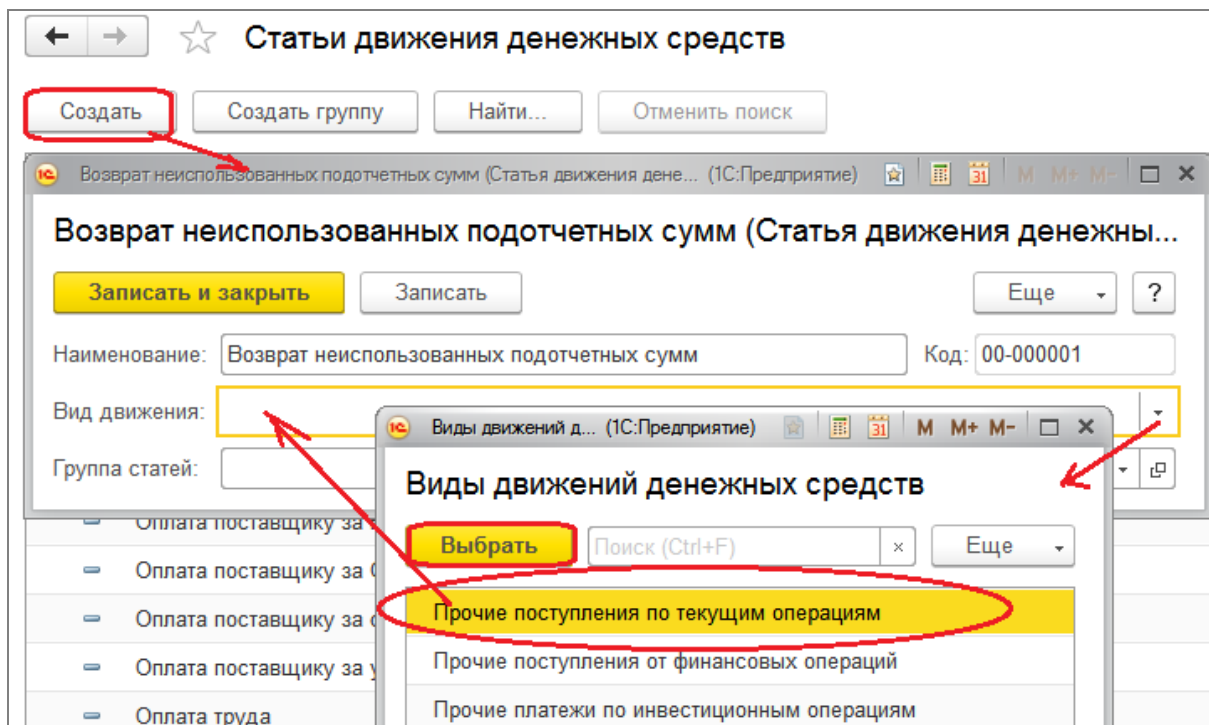 Статьи движения денежных средств
Создать Создать группу Найти... Отменить поиск
1С Возврат неиспользованных подотчетных сумм (Статья движения дене... (1С:Предприятие) 31 M M+ M-
Возврат неиспользованных подотчетных сумм (Статья движения денежны...
Записать и закрыть Записать Еще ?
Наименование: Возврат неиспользованных подотчетных сумм Код: 00-000001
Вид движения:
1С Виды движений д... (1С:Предприятие) 31 M M+ M-
Группа статей:
Виды движений денежных средств
Оплата поставщику за
Выбрать Поиск (Ctrl+F) × Еще
Оплата поставщику за
Прочие поступления по текущим операциям
Оплата поставщику за
Прочие поступления от финансовых операций
Оплата поставщику за
Оплата труда
Прочие платежи по инвестиционным операциям